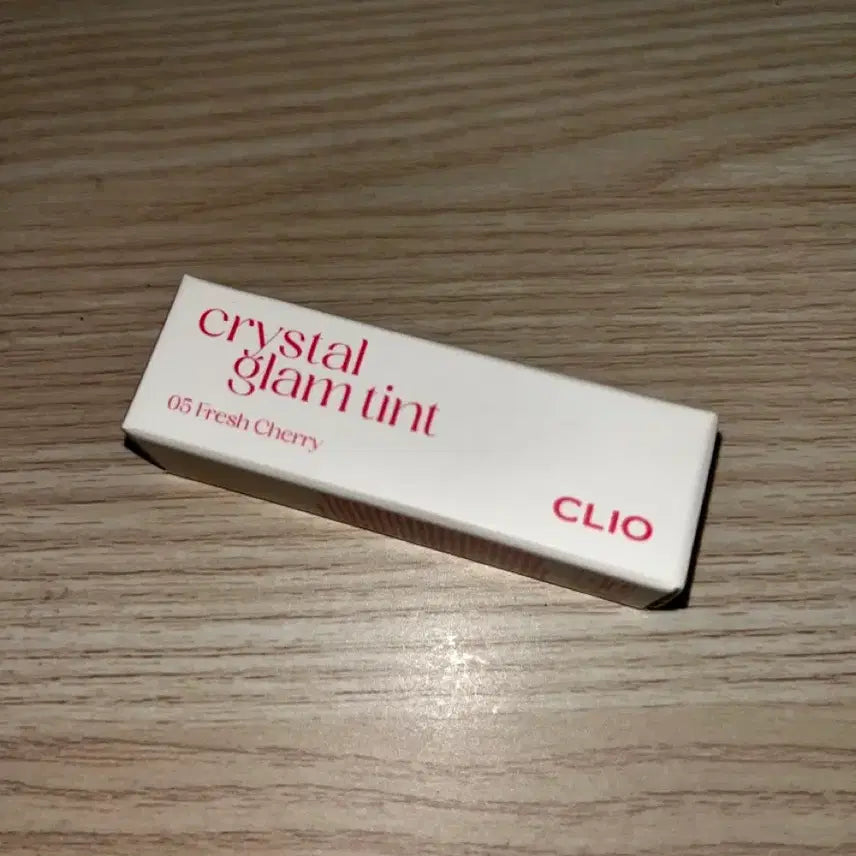 crystal
glam tint
05 Fresh Cherry
CLIO